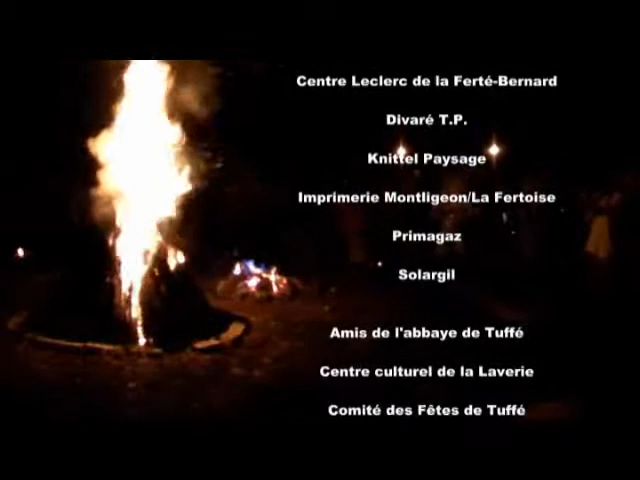 Centre Leclerc de la Ferté-Bernard
Divaré T.P.
Knittel Paysage
Imprimerie Montligeon/La Fertoise
Primagaz
Solargil
Amis de l'abbaye de Tuffé
Centre culturel de la Laverie
Comité des Fêtes de Tuffé